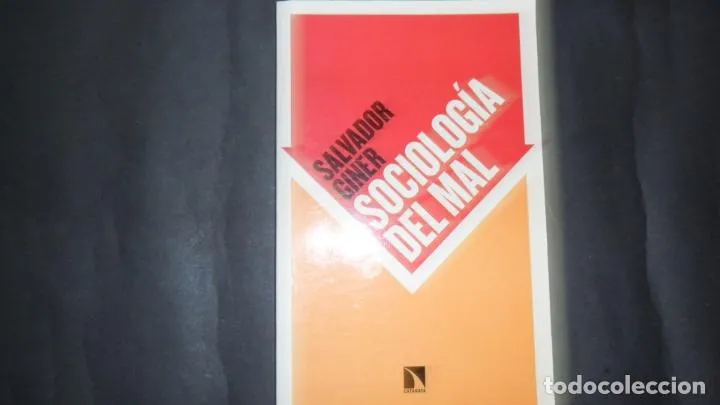 SALVADOR
GINER
SOCIOLOGÍA
DEL MAL
CATARATA
todocoleccion